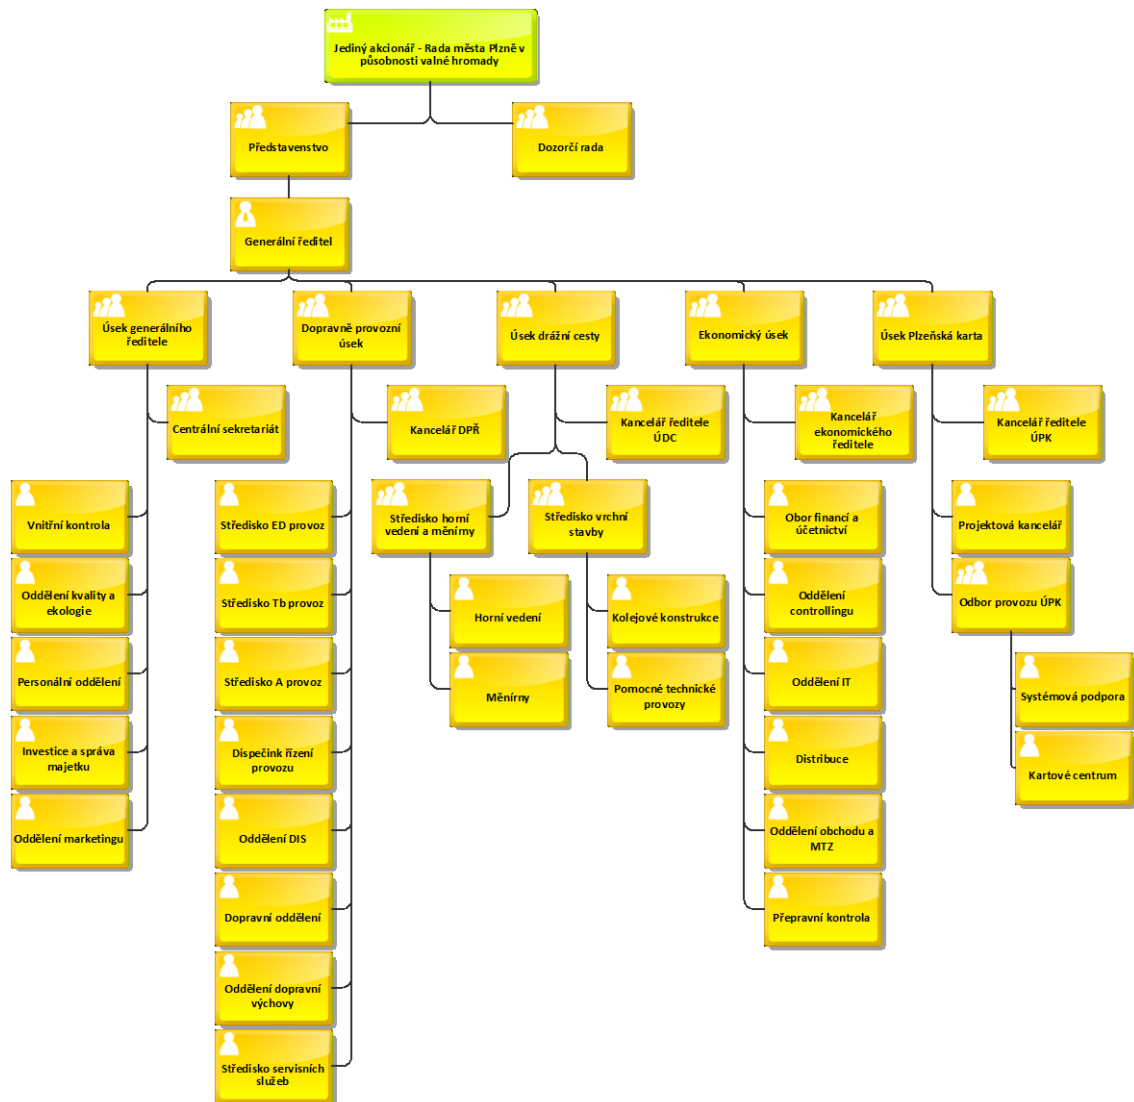 Jediný akcionář - Rada města Plzně v
působnosti valné hromady
Představenstvo
Dozorčí rada
Generální ředitel
Úsek generálního
ředitele
Dopravně provozní
úsek
Úsek drážní cesty
Ekonomický úsek
Úsek Plzeňská karta
Centrální sekretariát
Kancelář DPŘ
Kancelář ředitele
ÚDC
Kancelář
ekonomického
ředitele
Kancelář ředitele
ÚPK
Vnitřní kontrola
Středisko ED provoz
Středisko horní
vedení a měnírny
Středisko vrchní
stavby
Obor financí a
účetnictví
Projektová kancelář
Oddělení kvality a
ekologie
Středisko Tb provoz
Horní vedení
Kolejové konstrukce
Oddělení
controllingu
Odbor provozu ÚPK
Personální oddělení
Středisko A provoz
Měnírny
Pomocné technické
provozy
Oddělení IT
Systémová podpora
Investice a správa
majetku
Dispečink řízení
provozu
Distribuce
Kartové centrum
Oddělení marketingu
Oddělení DIS
Oddělení obchodu a
MTZ
Dopravní oddělení
Přepravní kontrola
Oddělení dopravní
výchovy
Středisko servisních
služeb